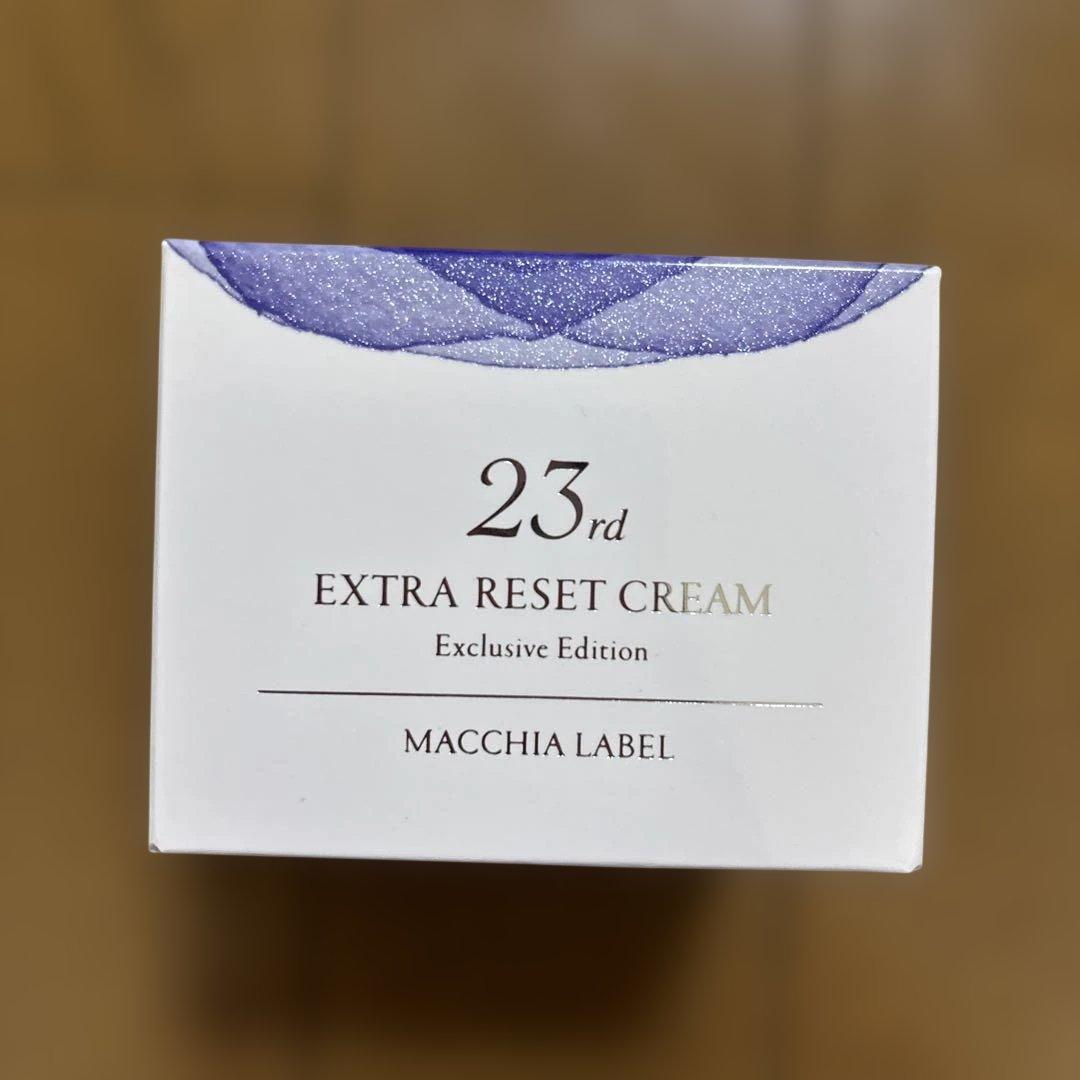 23rd
EXTRA RESET CREAM
Exclusive Edition
MACCHIA LABEL